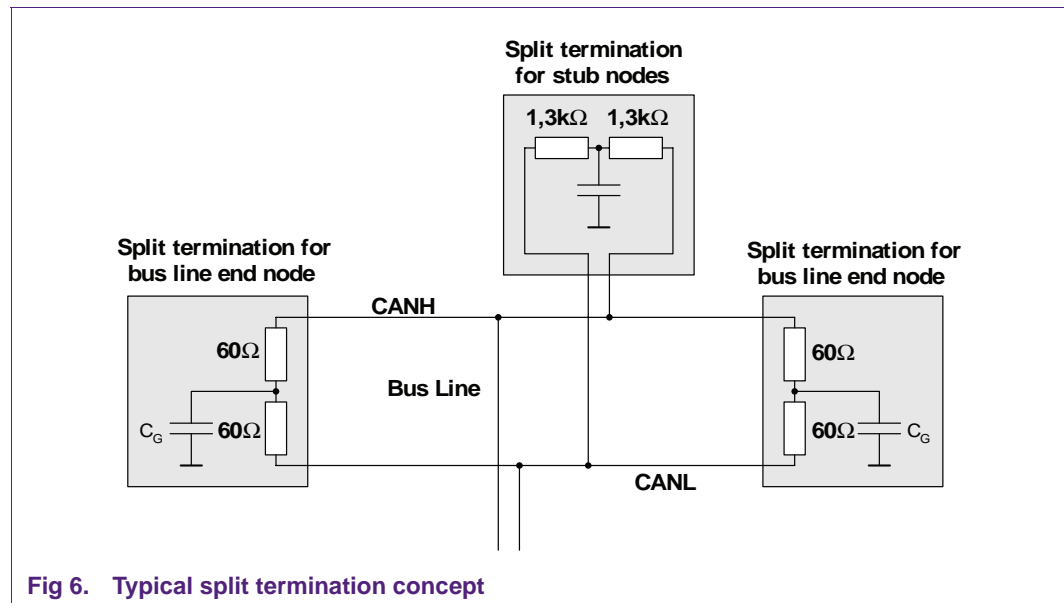 Split termination
for stub nodes
1,3kΩ 1,3kΩ
Split termination for
bus line end node
Split termination for
bus line end node
CANH
60Ω
60Ω
Bus Line
CG
60Ω
60Ω
CG
CANL
Fig 6. Typical split termination concept